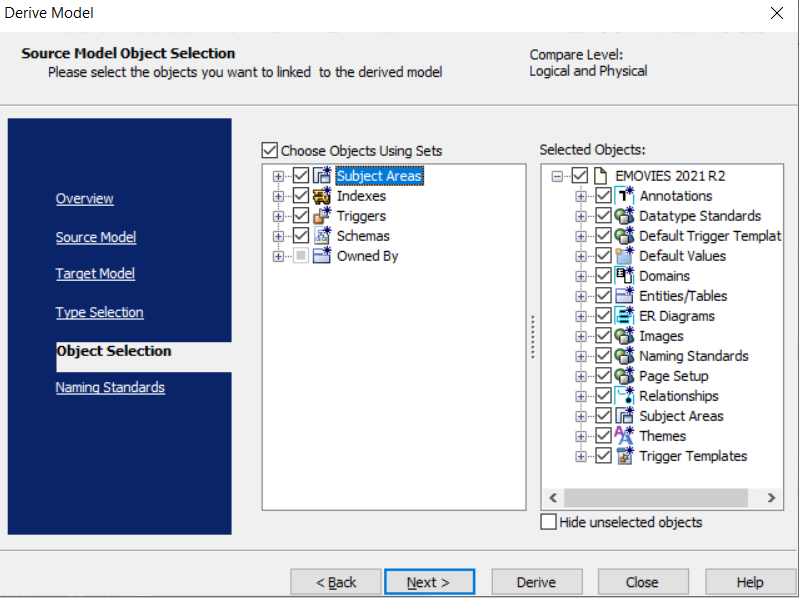 Derive Model
Source Model Object Selection
Please select the objects you want to linked to the derived model
Compare Level:
Logical and Physical
Overview
Source Model
Target Model
Type Selection
Object Selection
Naming Standards
Choose Objects Using Sets
Subject Areas
Indexes
Triggers
Schemas
Owned By
Selected Objects:
EMOVIES 2021 R2
Annotations
Datatype Standards
Default Trigger Templat
Default Values
Domains
Entities/Tables
ER Diagrams
Images
Naming Standards
Page Setup
Relationships
Subject Areas
Themes
Trigger Templates
Hide unselected objects
< Back
Next >
Derive
Close
Help